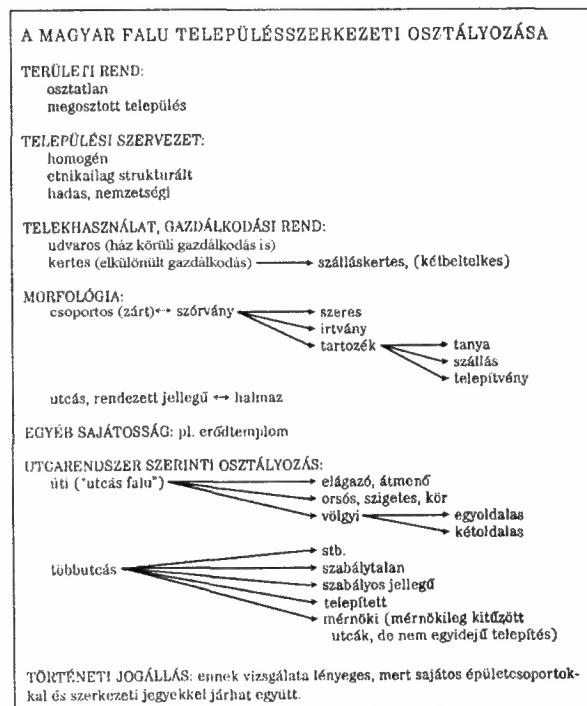 A MAGYAR FALU TELEPÜLÉSSZERKEZETI OSZTÁLYOZÁSA
TERÜLETI REND:
osztatlan
megosztott település
TELEPÜLÉSI SZERVEZET:
homogén
etnikailag strukturált
hadas, nemzetségi
TELEKHASZNÁLAT, GAZDÁLKODÁSI REND:
udvaros (ház körüli gazdálkodás is)
kertes (elkülönült gazdálkodás) → szálláskertes, (kétbeltelkes)
MORFOLÓGIA:
csoportos (zárt) ↔ szórvány → szeres
→ irtvány
→ tartozék → tanya
→ szállás
→ telepítvény
utcás, rendezett jellegű ↔ halmaz
EGYÉB SAJÁTOSSÁG: pl. erődtemplom
UTCARENDSZER SZERINTI OSZTÁLYOZÁS:
úti ("utcás falu") → elágazó, átmenő
→ orsós, szigetes, kör
→ völgyi → egyoldalas
→ kétoldalas
→ stb.
többutcás → szabálytalan
→ szabályos jellegű
→ telepített
→ mérnöki (mérnökileg kitűzött
utcák, de nem egyidejű telepítés)
TÖRTÉNETI JOGÁLLÁS: ennek vizsgálata lényeges, mert sajátos épületcsoportok-
kal és szerkezeti jegyekkel járhat együtt.